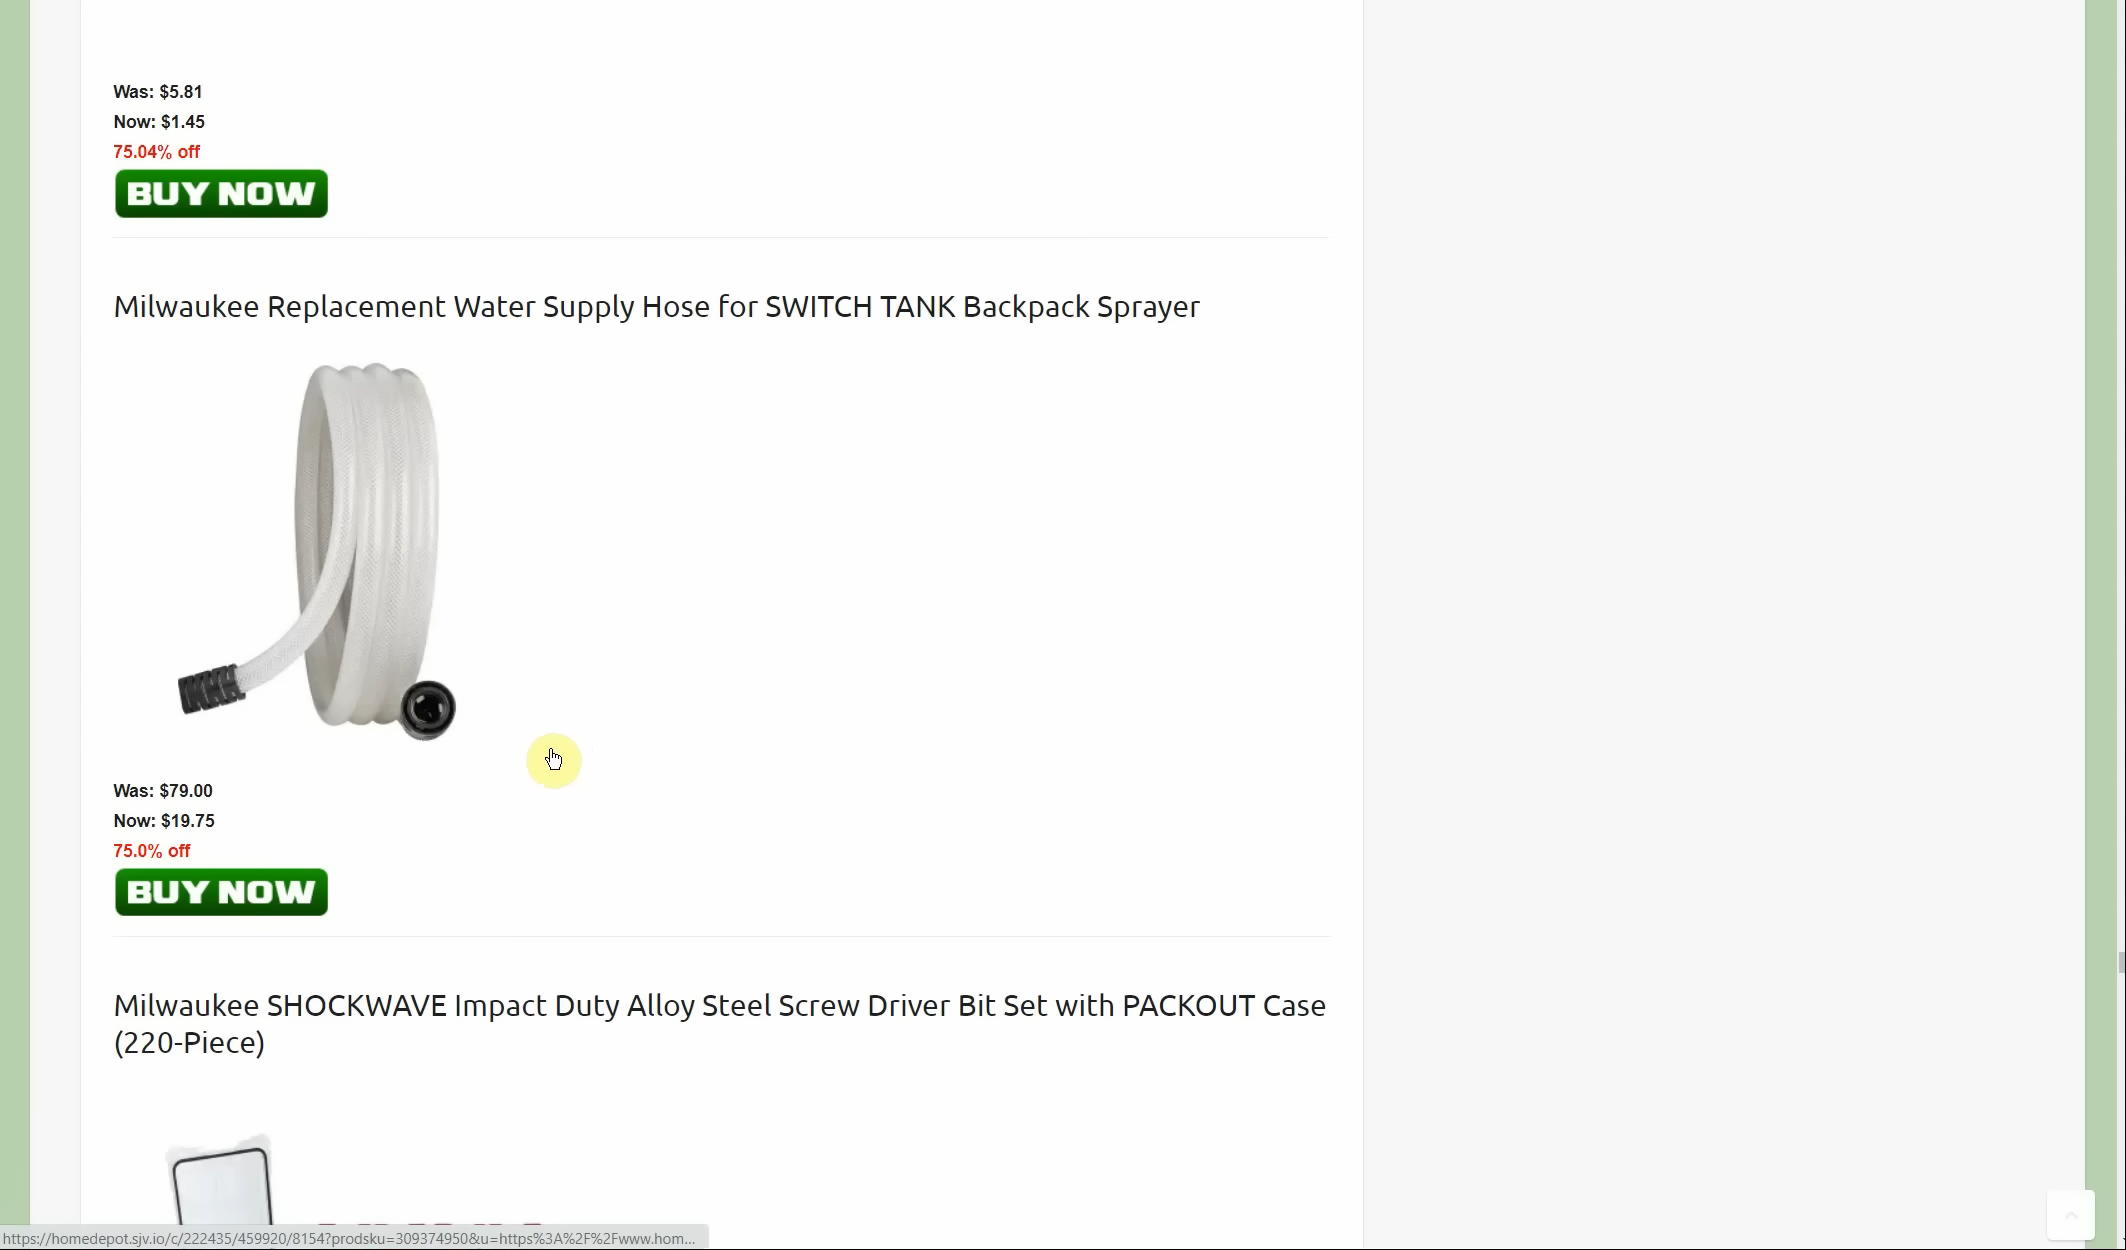 Was: $5.81
Now: $1.45
75.04% off
BUY NOW
Milwaukee Replacement Water Supply Hose for SWITCH TANK Backpack Sprayer
Was: $79.00
Now: $19.75
75.0% off
BUY NOW
Milwaukee SHOCKWAVE Impact Duty Alloy Steel Screw Driver Bit Set with PACKOUT Case
(220-Piece)
https://homedepot.sjv.io/c/222435/459920/8154?prodsku=309374950&u=https%3A%2F%2Fwww.hom...